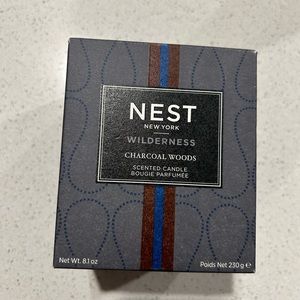 NEST
NEW YORK
WILDERNESS
CHARCOAL WOODS
SCENTED CANDLE
BOUGIE PARFUMÉE
Net Wt. 8.1 oz
Poids Net 230 g ℮